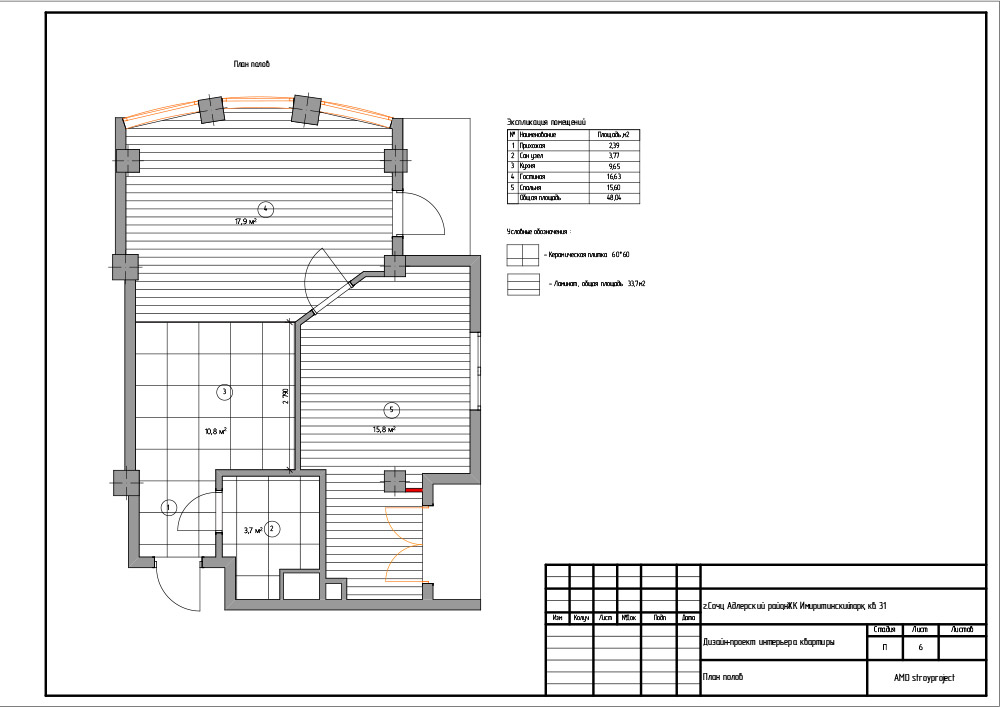 План полов
Экспликация помещений
№ Наименование Площадь, м2
1 Прихожая 2,39
2 Сан узел 3,77
3 Кухня 9,65
4 Гостиная 16,63
5 Спальня 15,60
Общая площадь 48,04
Условные обозначения :
- Керамическая плитка 60*60
- Ламинат, общая площадь 33,7м2
4
17,9 м²
3
2 790
10,8 м²
5
15,8 м²
1
3,7 м²
2
г.Сочи, Адлерский район, ЖК Имиритинский парк, кв 31
Изм. Колуч Лист №Док Подп Дата
Дизайн-проект интерьера квартиры
Стадия Лист Листов
П 6
План полов
AMD stroyproject